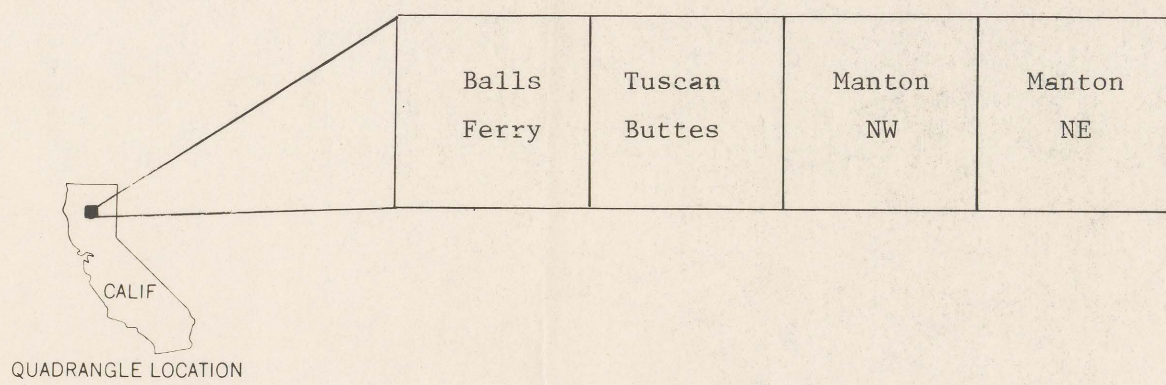 Balls
Ferry
Tuscan
Buttes
Manton
NW
Manton
NE
CALIF
QUADRANGLE LOCATION